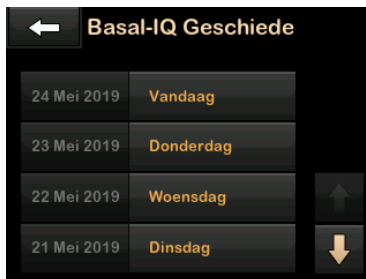 Basal-IQ Geschiede
24 Mei 2019 Vandaag
23 Mei 2019 Donderdag
22 Mei 2019 Woensdag
21 Mei 2019 Dinsdag